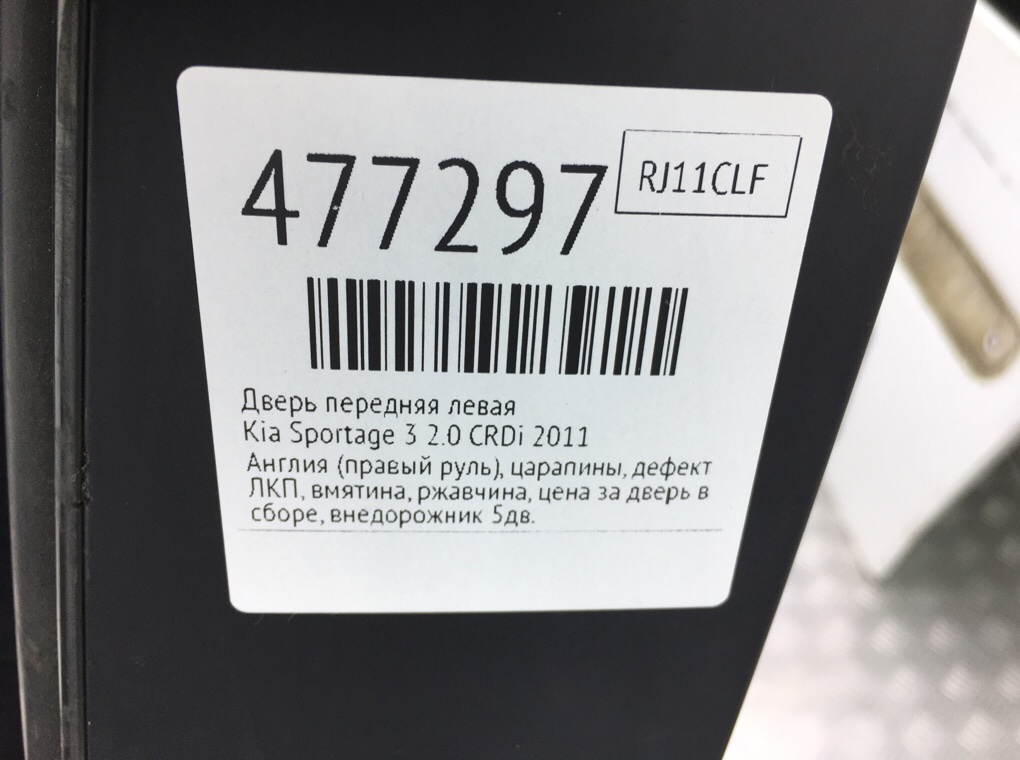 477297
RJ11CLF
Дверь передняя левая
Kia Sportage 3 2.0 CRDi 2011
Англия (правый руль), царапины, дефект
ЛКП, вмятина, ржавчина, цена за дверь в
сборе, внедорожник 5дв.